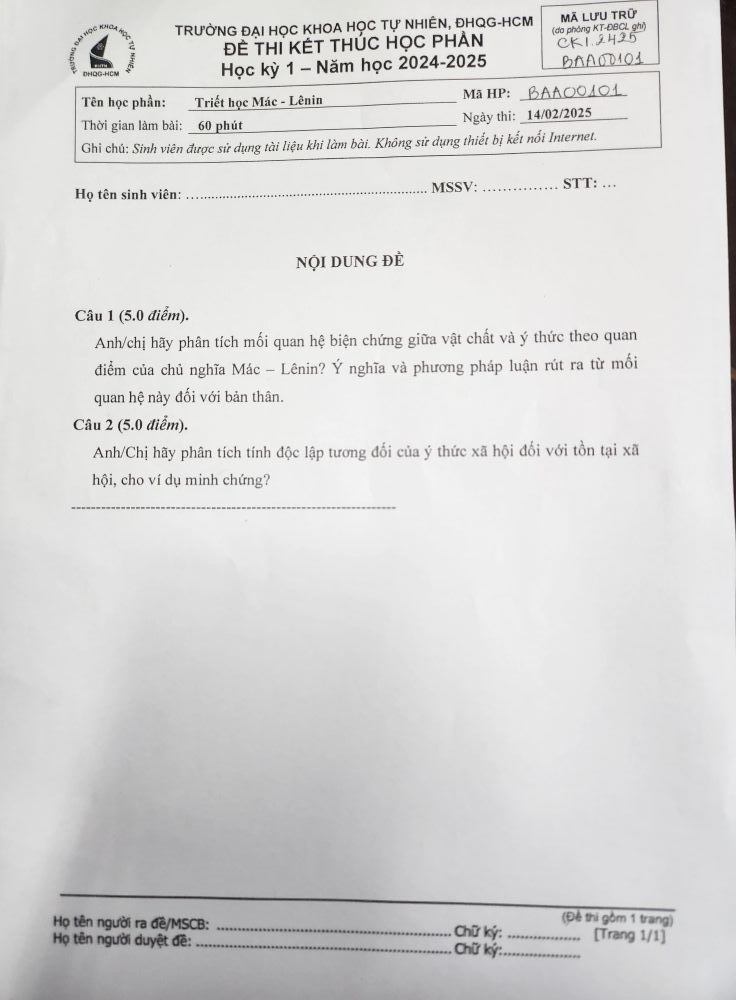 TRƯỜNG ĐẠI HỌC KHOA HỌC TỰ NHIÊN
ĐHQG-HCM
TRƯỜNG ĐẠI HỌC KHOA HỌC TỰ NHIÊN, ĐHQG-HCM
ĐỀ THI KẾT THÚC HỌC PHẦN
Học kỳ 1 – Năm học 2024-2025
MÃ LƯU TRỮ
(do phòng KT-ĐBCL ghi)
CK1.2425
BAA00101
Tên học phần: Triết học Mác - Lênin Mã HP: BAA00101
Thời gian làm bài: 60 phút Ngày thi: 14/02/2025
Ghi chú: Sinh viên được sử dụng tài liệu khi làm bài. Không sử dụng thiết bị kết nối Internet.
Họ tên sinh viên: ........................................................ MSSV: ............... STT: ...
NỘI DUNG ĐỀ
Câu 1 (5.0 điểm).
Anh/chị hãy phân tích mối quan hệ biện chứng giữa vật chất và ý thức theo quan
điểm của chủ nghĩa Mác – Lênin? Ý nghĩa và phương pháp luận rút ra từ mối
quan hệ này đối với bản thân.
Câu 2 (5.0 điểm).
Anh/Chị hãy phân tích tính độc lập tương đối của ý thức xã hội đối với tồn tại xã
hội, cho ví dụ minh chứng?
(Đề thi gồm 1 trang)
Họ tên người ra đề/MSCB: ............................................. Chữ ký: ............... [Trang 1/1]
Họ tên người duyệt đề: ................................................. Chữ ký:................